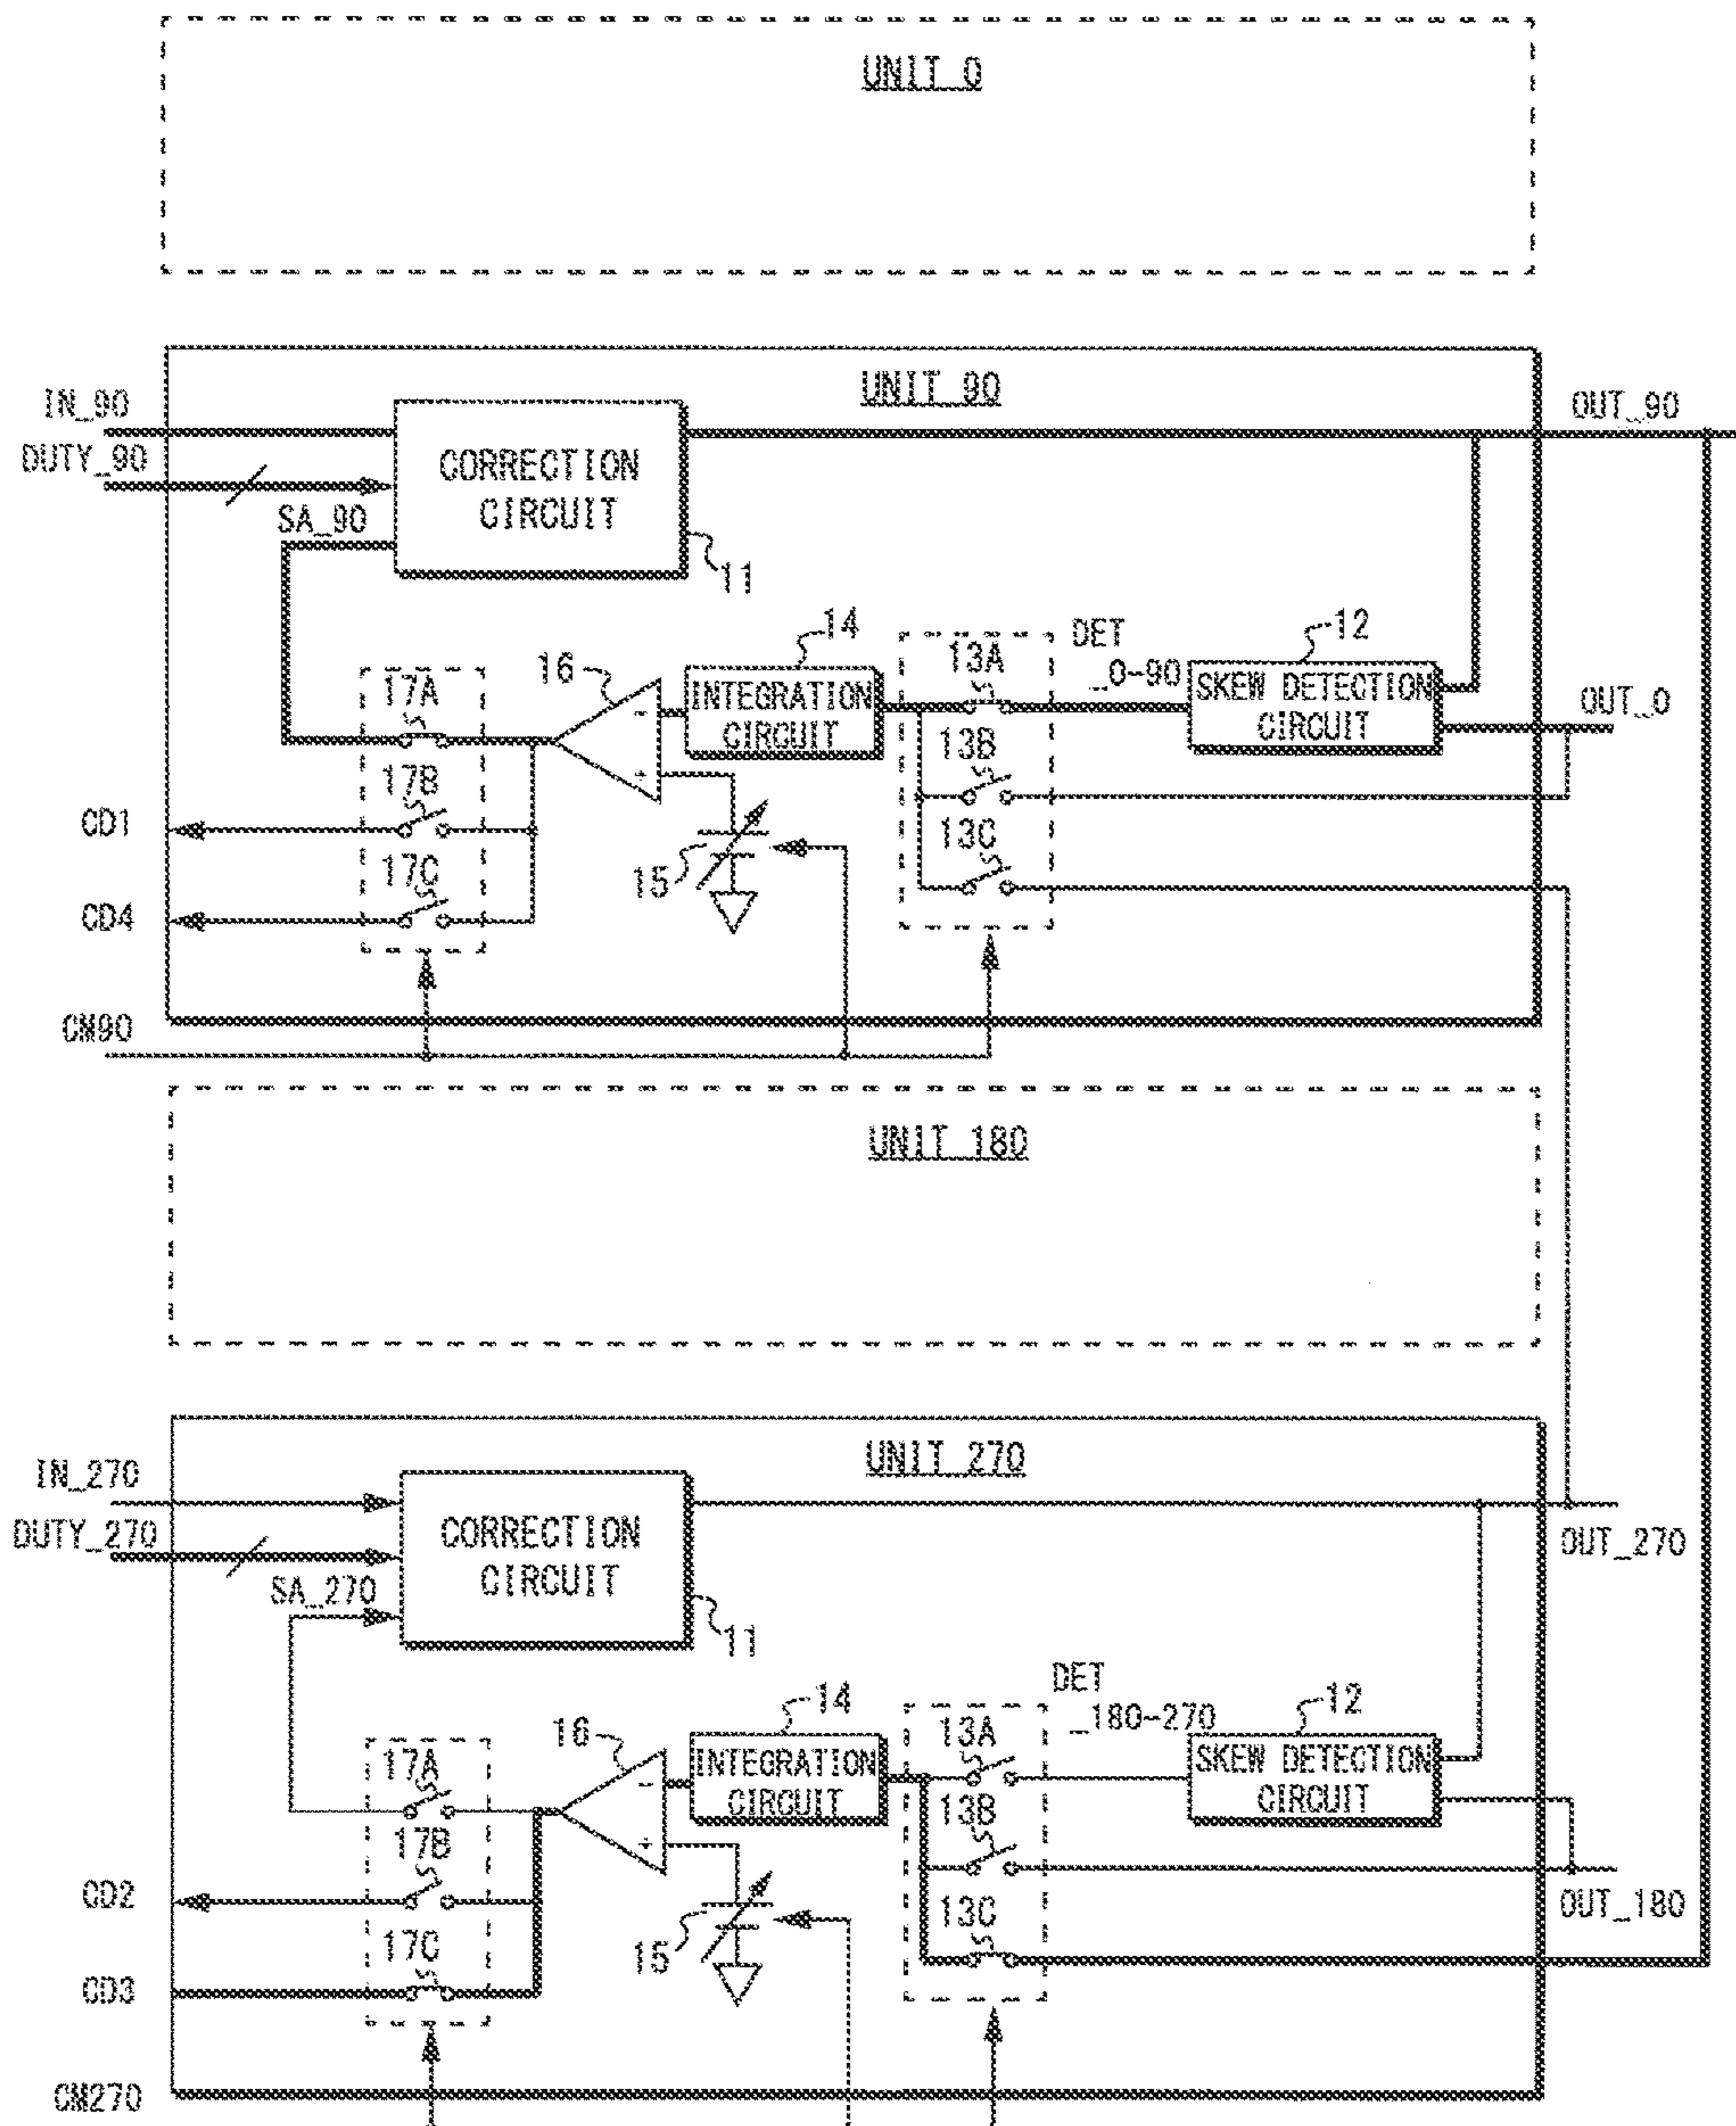 UNIT_0
UNIT_90
IN_90
OUT_90
DUTY_90
CORRECTION
CIRCUIT
SA_90
11
14
13A
DET
_0-90
12
16
17A
INTEGRATION
CIRCUIT
SKEW DETECTION
CIRCUIT
OUT_0
-
13B
17B
+
CD1
13C
17C
15
CD4
CM90
UNIT_180
UNIT_270
IN_270
DUTY_270
CORRECTION
CIRCUIT
OUT_270
SA_270
11
DET
_180-270
14
13A
12
16
17A
INTEGRATION
CIRCUIT
SKEW DETECTION
CIRCUIT
-
13B
17B
+
CD2
13C
OUT_180
17C
15
CD3
CM270